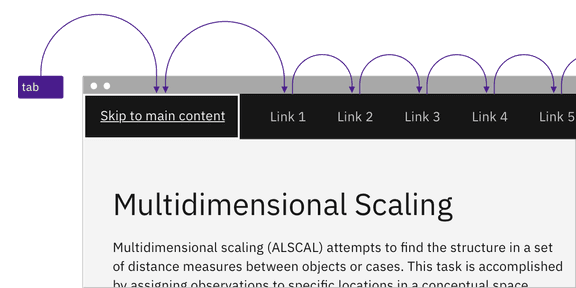 tab
Skip to main content
Link 1 Link 2 Link 3 Link 4 Link 5
Multidimensional Scaling
Multidimensional scaling (ALSCAL) attempts to find the structure in a set
of distance measures between objects or cases. This task is accomplished
by assigning observations to specific locations in a conceptual space